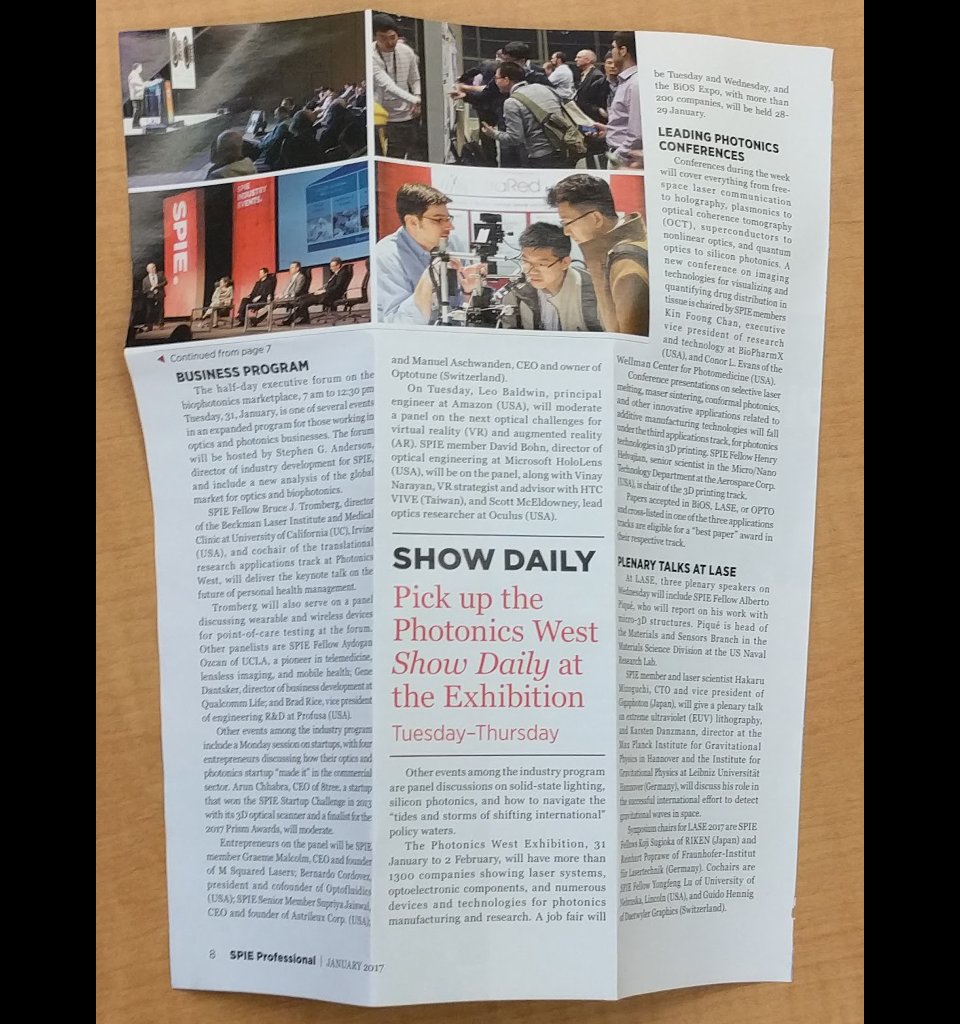 SPIE.
SPIE
INDUSTRY
EVENTS.
raRed
Continued from page 7
BUSINESS PROGRAM
The half-day executive forum on the
biophotonics marketplace, 7 am to 12:30 pm
Tuesday, 31, January, is one of several events
in an expanded program for those working in
optics and photonics businesses. The forum
will be hosted by Stephen G. Anderson,
director of industry development for SPIE,
and include a new analysis of the global
market for optics and biophotonics.
SPIE Fellow Bruce J. Tromberg, director
of the Beckman Laser Institute and Medical
Clinic at University of California (UC), Irvine
(USA), and cochair of the translational
research applications track at Photonics
West, will deliver the keynote talk on the
future of personal health management.
Tromberg will also serve on a panel
discussing wearable and wireless devices
for point-of-care testing at the forum.
Other panelists are SPIE Fellow Aydogan
Ozcan of UCLA, a pioneer in telemedicine,
lensless imaging, and mobile health; Gene
Dantsker, director of business development at
Qualcomm Life; and Brad Rice, vice president
of engineering R&D at Profusa (USA).
Other events among the industry program
include a Monday session on startups, with four
entrepreneurs discussing how their optics and
photonics startup "made it" in the commercial
sector. Arun Chhabra, CEO of 8tree, a startup
that won the SPIE Startup Challenge in 2013
with its 3D optical scanner and a finalist for the
2017 Prism Awards, will moderate.
Entrepreneurs on the panel will be SPIE
member Graeme Malcolm, CEO and founder
of M Squared Lasers; Bernardo Cordovez,
president and cofounder of Optofluidics
(USA); SPIE Senior Member Supriya Jaiswal,
CEO and founder of Astrileux Corp. (USA);
and Manuel Aschwanden, CEO and owner of
Optotune (Switzerland).
On Tuesday, Leo Baldwin, principal
engineer at Amazon (USA), will moderate
a panel on the next optical challenges for
virtual reality (VR) and augmented reality
(AR). SPIE member David Bohn, director of
optical engineering at Microsoft HoloLens
(USA), will be on the panel, along with Vinay
Narayan, VR strategist and advisor with HTC
VIVE (Taiwan), and Scott McEldowney, lead
optics researcher at Oculus (USA).
SHOW DAILY
Pick up the
Photonics West
Show Daily at
the Exhibition
Tuesday–Thursday
Other events among the industry program
are panel discussions on solid-state lighting,
silicon photonics, and how to navigate the
"tides and storms of shifting international"
policy waters.
The Photonics West Exhibition, 31
January to 2 February, will have more than
1300 companies showing laser systems,
optoelectronic components, and numerous
devices and technologies for photonics
manufacturing and research. A job fair will
be Tuesday and Wednesday, and
the BiOS Expo, with more than
200 companies, will be held 28-
29 January.
LEADING PHOTONICS
CONFERENCES
Conferences during the week
will cover everything from free-
space laser communication
to holography, plasmonics to
optical coherence tomography
(OCT), superconductors to
nonlinear optics, and quantum
optics to silicon photonics. A
new conference on imaging
technologies for visualizing and
quantifying drug distribution in
tissue is chaired by SPIE members
Kin Foong Chan, executive
vice president of research
and technology at BioPharmX
(USA), and Conor L. Evans of the
Wellman Center for Photomedicine (USA).
Conference presentations on selective laser
melting, maser sintering, conformal photonics,
and other innovative applications related to
additive manufacturing technologies will fall
under the third applications track, for photonics
technologies in 3D printing. SPIE Fellow Henry
Helvajian, senior scientist in the Micro/Nano
Technology Department at the Aerospace Corp.
(USA), is chair of the 3D printing track.
Papers accepted in BiOS, LASE, or OPTO
and cross-listed in one of the three applications
tracks are eligible for a "best paper" award in
their respective track.
PLENARY TALKS AT LASE
At LASE, three plenary speakers on
Wednesday will include SPIE Fellow Alberto
Piqué, who will report on his work with
micro-3D structures. Piqué is head of
the Materials and Sensors Branch in the
Materials Science Division at the US Naval
Research Lab.
SPIE member and laser scientist Hakaru
Mizoguchi, CTO and vice president of
Gigaphoton (Japan), will give a plenary talk
on extreme ultraviolet (EUV) lithography,
and Karsten Danzmann, director at the
Max Planck Institute for Gravitational
Physics in Hannover and the Institute for
Gravitational Physics at Leibniz Universität
Hannover (Germany), will discuss his role in
the successful international effort to detect
gravitational waves in space.
Symposium chairs for LASE 2017 are SPIE
Fellows Koji Sugioka of RIKEN (Japan) and
Reinhart Poprawe of Fraunhofer-Institut
für Lasertechnik (Germany). Cochairs are
SPIE Fellow Yongfeng Lu of University of
Nebraska, Lincoln (USA), and Guido Hennig
of Daetwyler Graphics (Switzerland).
8 SPIE Professional | JANUARY 2017